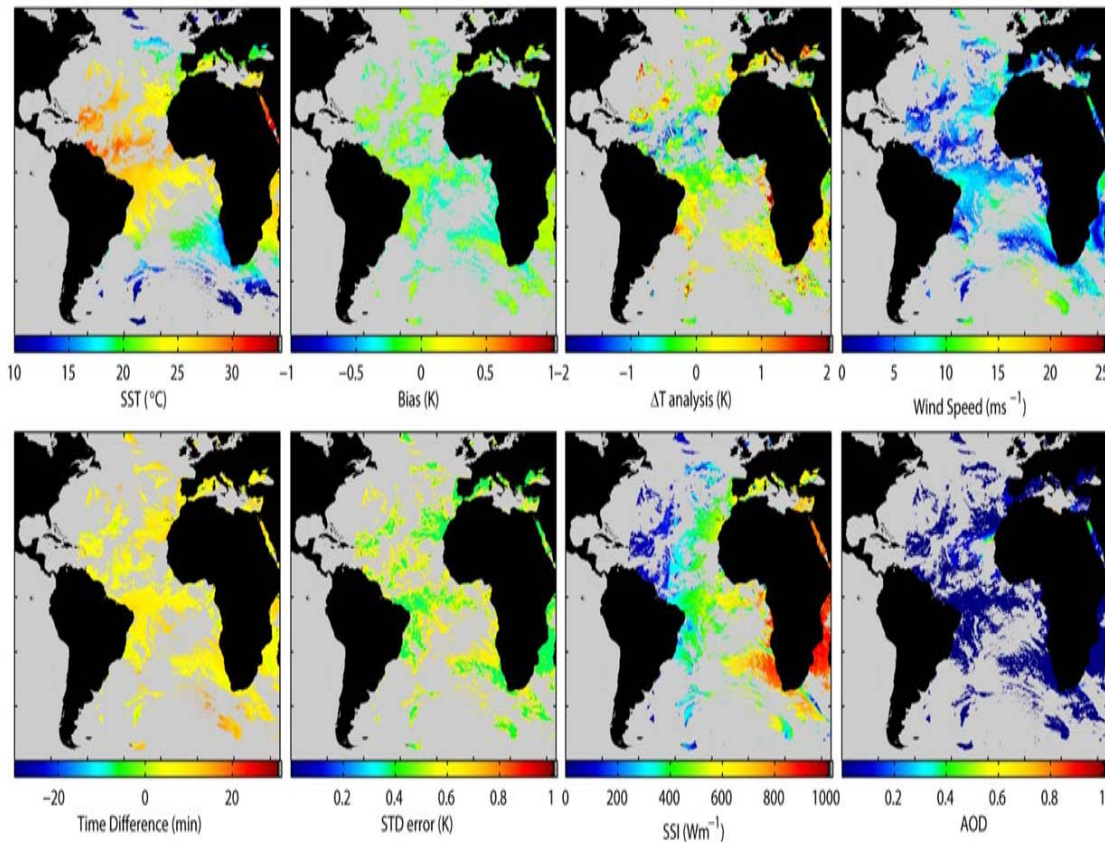 10 15 20 25 30
SST (°C)
−1 −0.5 0 0.5 1
Bias (K)
−2 −1 0 1 2
ΔT analysis (K)
0 5 10 15 20 25
Wind Speed (ms⁻¹)
−20 0 20
Time Difference (min)
0.2 0.4 0.6 0.8 1
STD error (K)
0 200 400 600 800 1000
SSI (Wm⁻¹)
0.2 0.4 0.6 0.8 1
AOD